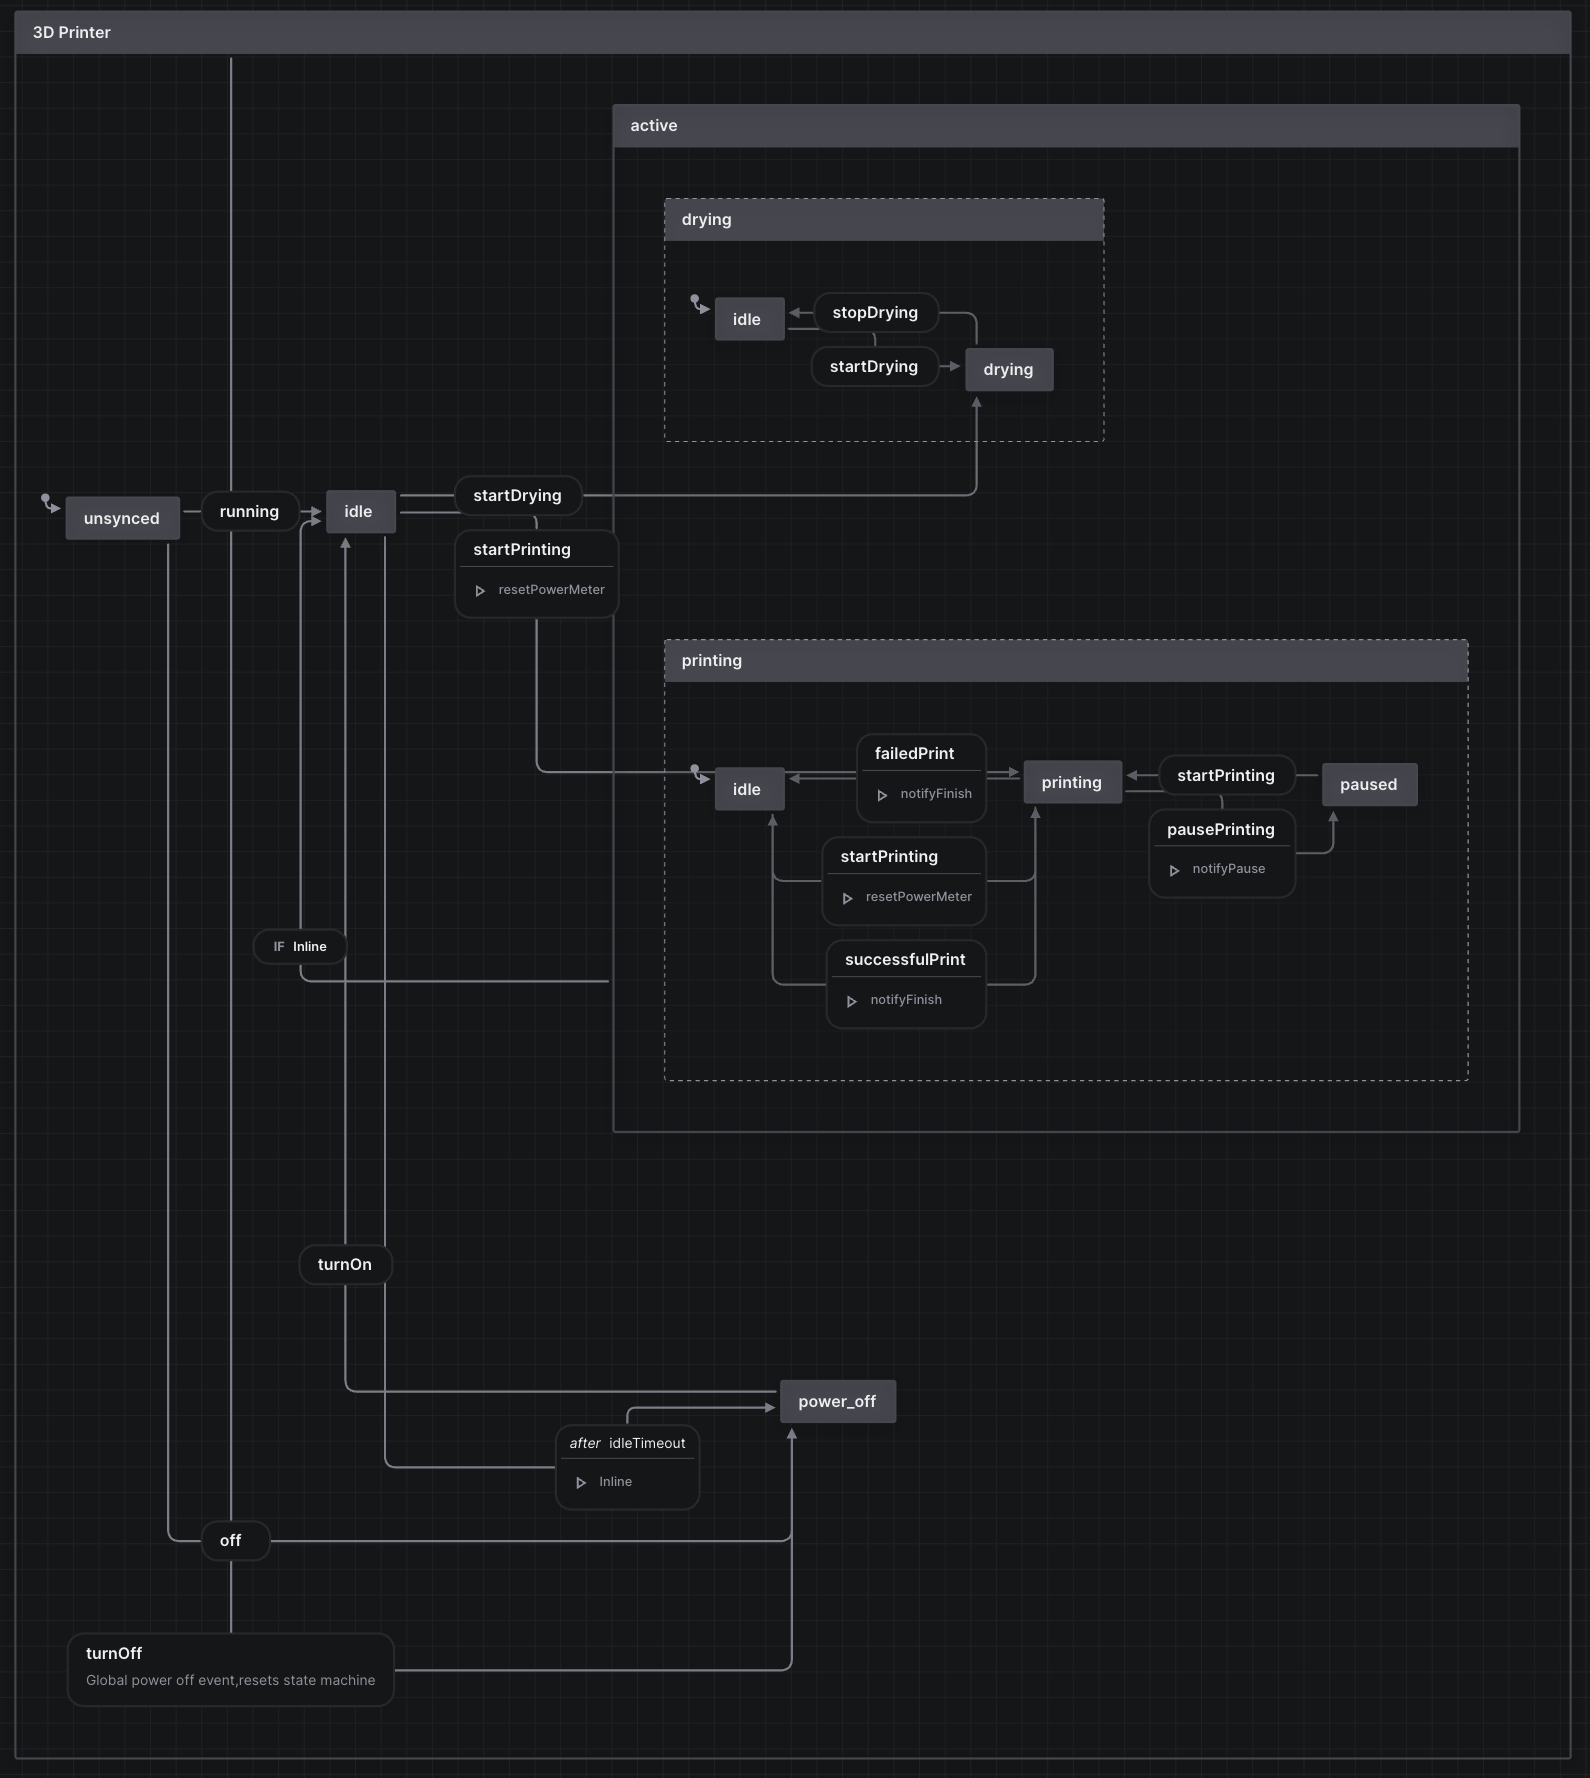 3D Printer
active
drying
idle
stopDrying
startDrying
drying
unsynced
running
idle
startDrying
startPrinting
resetPowerMeter
printing
idle
failedPrint
notifyFinish
printing
startPrinting
paused
pausePrinting
notifyPause
startPrinting
resetPowerMeter
successfulPrint
notifyFinish
IF Inline
turnOn
power_off
after idleTimeout
Inline
off
turnOff
Global power off event,resets state machine